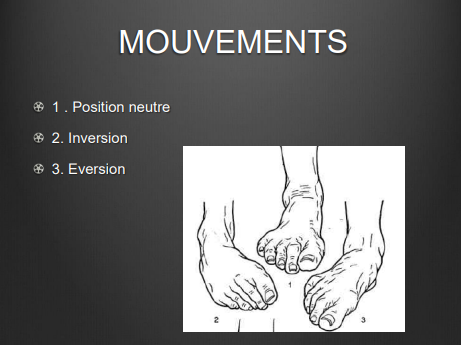 MOUVEMENTS
1 . Position neutre
2. Inversion
3. Eversion
1
2
3